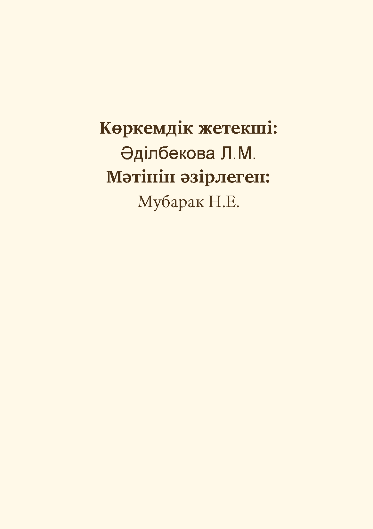 Көркемдік жетекші:
Әділбекова Л.М.
Мәтінін әзірлеген:
Мубарак Н.Е.